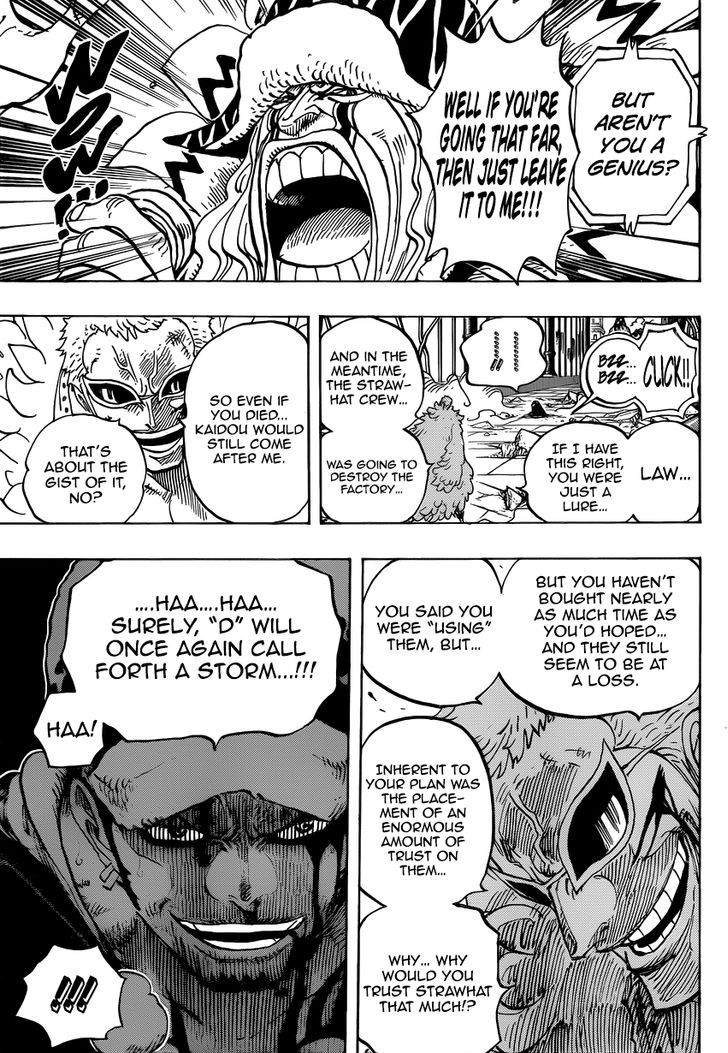 BUT
AREN'T
YOU A
GENIUS?
WELL IF YOU'RE
GOING THAT FAR,
THEN JUST LEAVE
IT TO ME!!!
NOW...
BZZ...
BZZ...
CLICK!!
LAW...
IF I HAVE
THIS RIGHT,
YOU WERE
JUST A
LURE...
!!
AND IN THE
MEANTIME,
THE STRAW-
HAT CREW...
WAS GOING TO
DESTROY THE
FACTORY...
SO EVEN IF
YOU DIED...
KAIDOU WOULD
STILL COME
AFTER ME.
THAT'S
ABOUT THE
GIST OF IT,
NO?
BUT YOU HAVEN'T
BOUGHT NEARLY
AS MUCH TIME AS
YOU'D HOPED...
AND THEY STILL
SEEM TO BE AT
A LOSS.
YOU SAID YOU
WERE "USING"
THEM, BUT...
INHERENT TO
YOUR PLAN WAS
THE PLACE-
MENT OF AN
ENORMOUS
AMOUNT OF
TRUST ON
THEM...
WHY... WHY
WOULD YOU
TRUST STRAWHAT
THAT MUCH!?
....HAA....HAA...
SURELY, "D" WILL
ONCE AGAIN CALL
FORTH A STORM...!!!
HAA!
!!!